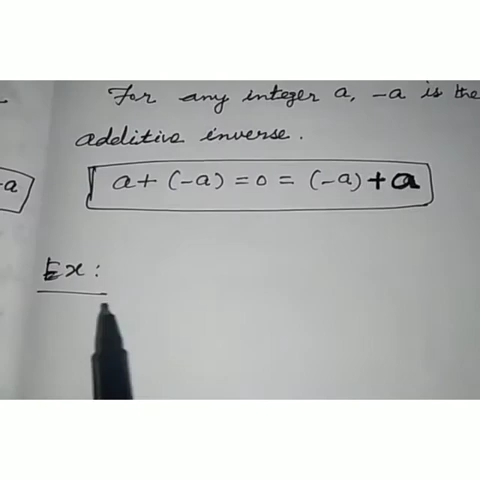 For any integer a, -a is the
additive inverse.
-a
a + (-a) = 0 = (-a) + a
Ex: